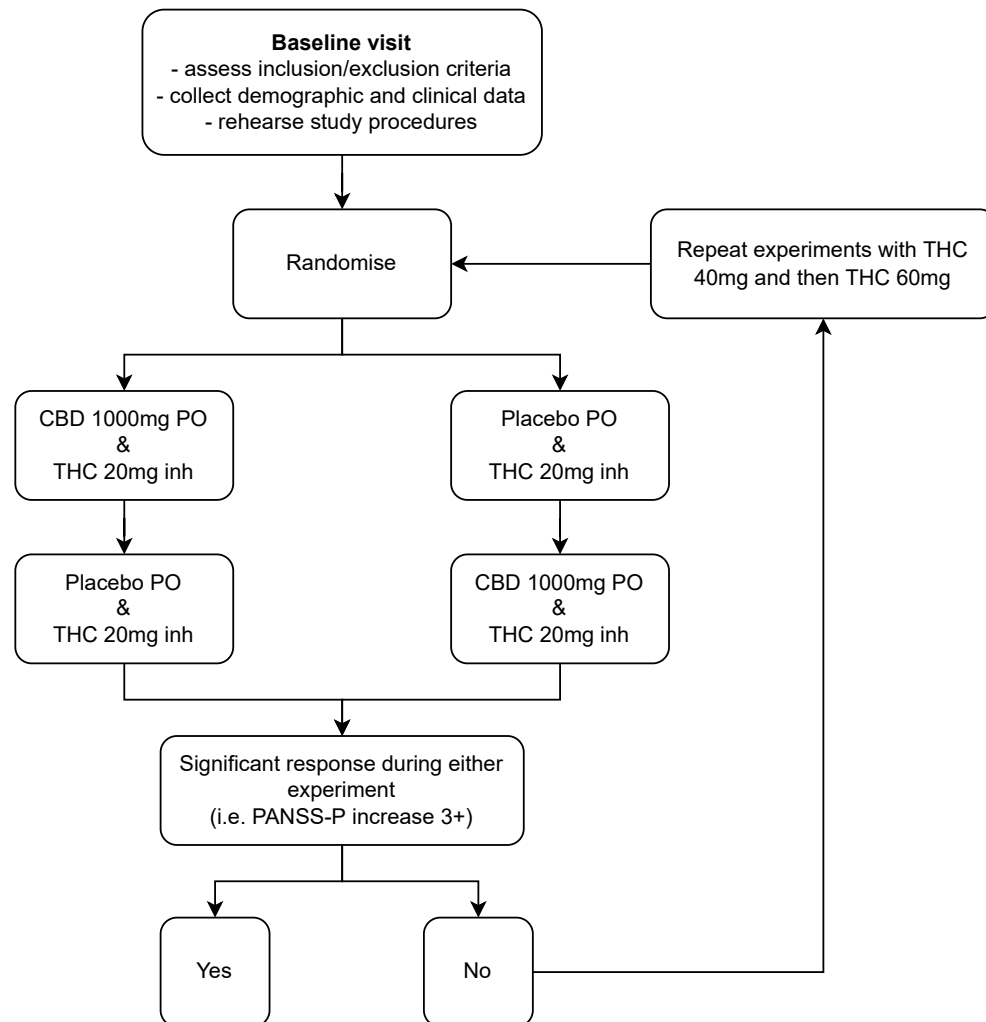 Baseline visit
- assess inclusion/exclusion criteria
- collect demographic and clinical data
- rehearse study procedures
Randomise
Repeat experiments with THC
40mg and then THC 60mg
CBD 1000mg PO
&
THC 20mg inh
Placebo PO
&
THC 20mg inh
Placebo PO
&
THC 20mg inh
CBD 1000mg PO
&
THC 20mg inh
Significant response during either
experiment
(i.e. PANSS-P increase 3+)
Yes
No